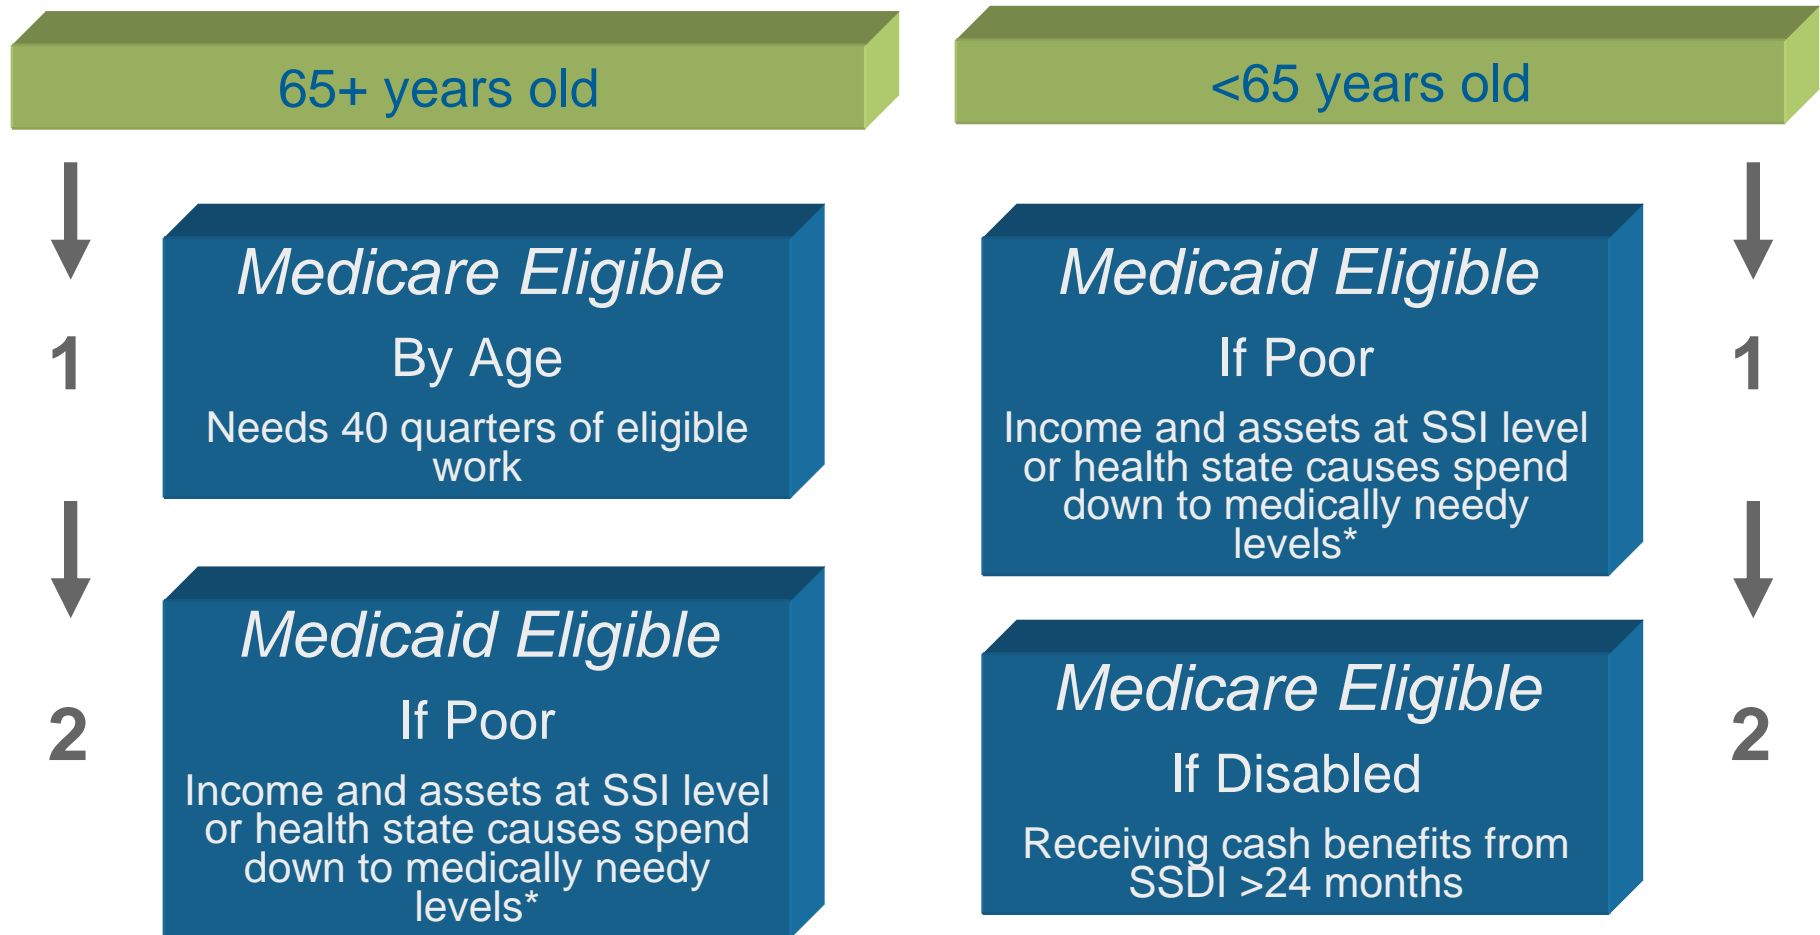 65+ years old
1
Medicare Eligible
By Age
Needs 40 quarters of eligible
work
2
Medicaid Eligible
If Poor
Income and assets at SSI level
or health state causes spend
down to medically needy
levels*
<65 years old
1
Medicaid Eligible
If Poor
Income and assets at SSI level
or health state causes spend
down to medically needy
levels*
2
Medicare Eligible
If Disabled
Receiving cash benefits from
SSDI >24 months